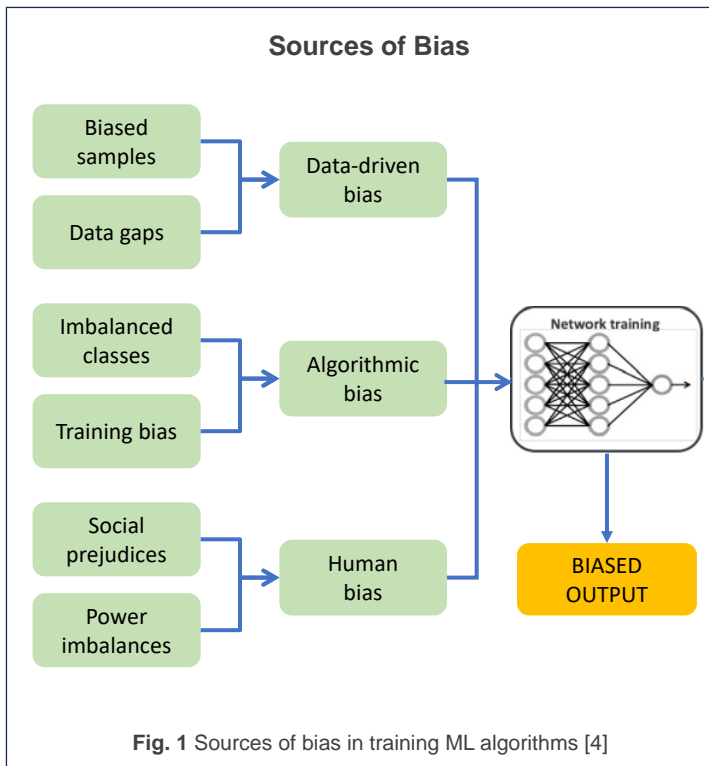 Sources of Bias
Biased
samples
Data gaps
Data-driven
bias
Imbalanced
classes
Training bias
Algorithmic
bias
Social
prejudices
Power
imbalances
Human
bias
Network training
BIASED
OUTPUT
Fig. 1 Sources of bias in training ML algorithms [4]